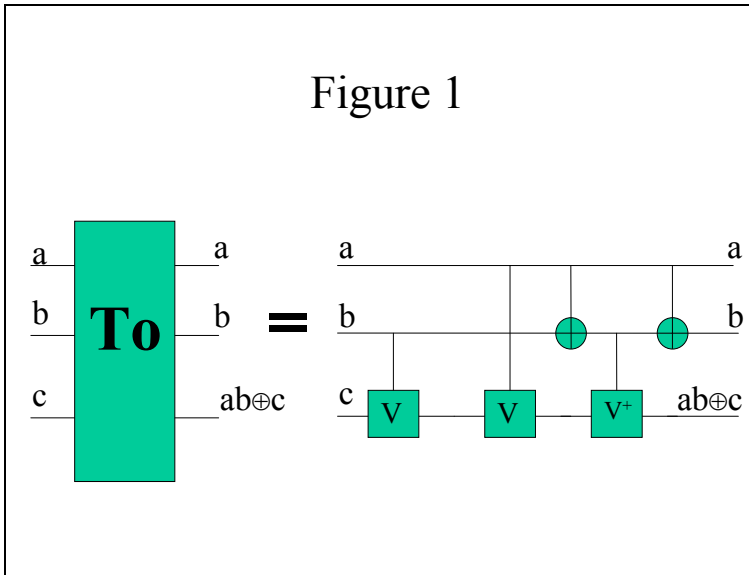 Figure 1
a a a a
b To b b b
c ab⊕c c V V V⁺ ab⊕c
=